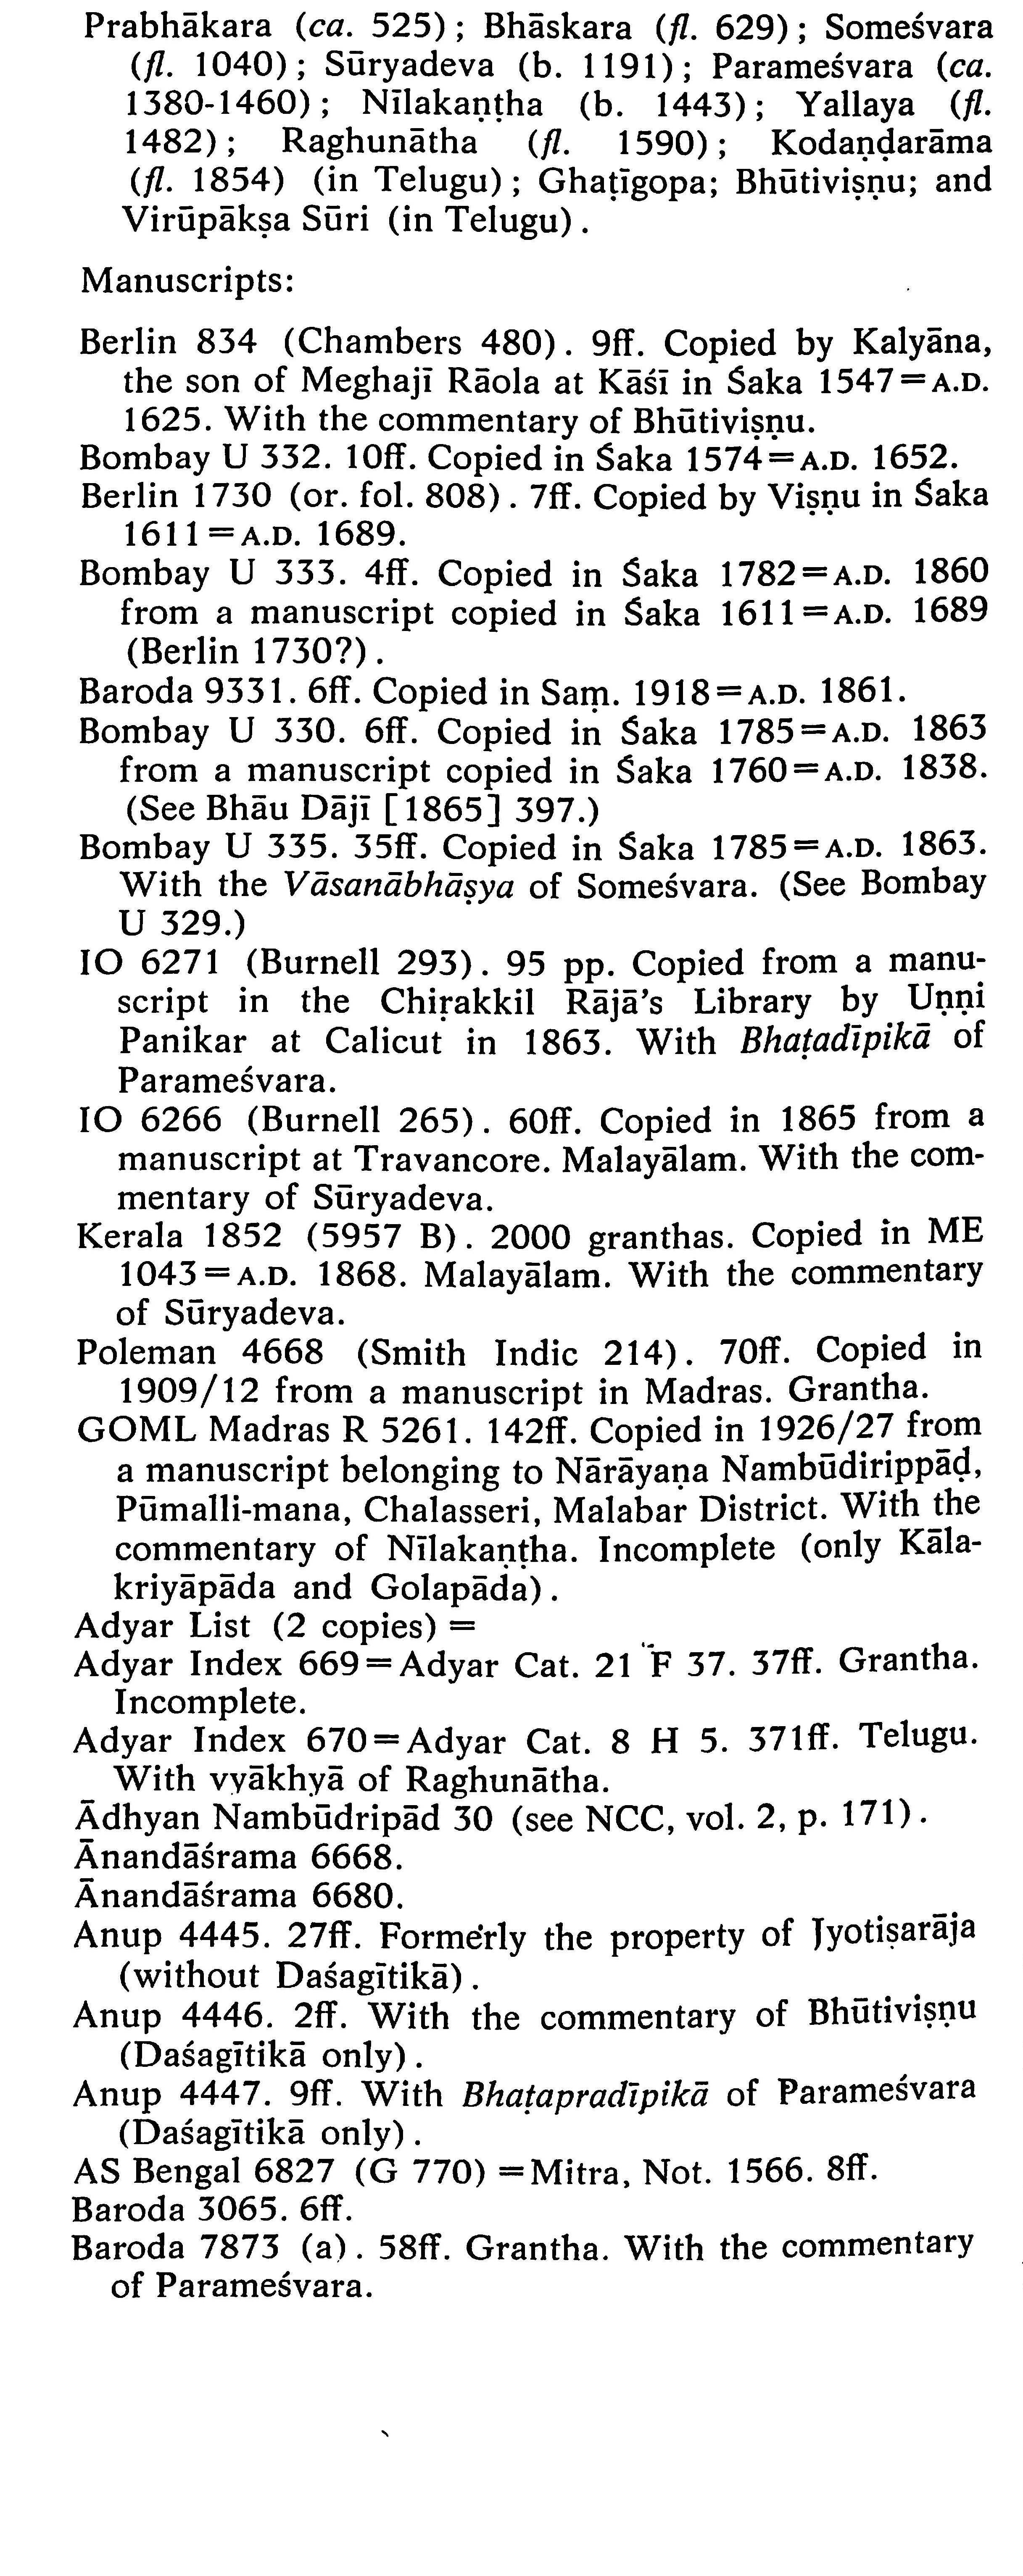 Prabhākara (ca. 525); Bhāskara (fl. 629); Someśvara
(fl. 1040); Sūryadeva (b. 1191); Parameśvara (ca.
1380-1460); Nīlakaṇṭha (b. 1443); Yallaya (fl.
1482); Raghunātha (fl. 1590); Kodaṇḍarāma
(fl. 1854) (in Telugu); Ghaṭīgopa; Bhūtiviṣṇu; and
Virūpākṣa Sūri (in Telugu).
Manuscripts:
Berlin 834 (Chambers 480). 9ff. Copied by Kalyāna,
the son of Meghajī Rāola at Kāśī in Śaka 1547=A.D.
1625. With the commentary of Bhūtiviṣṇu.
Bombay U 332. 10ff. Copied in Śaka 1574=A.D. 1652.
Berlin 1730 (or. fol. 808). 7ff. Copied by Viṣṇu in Śaka
1611=A.D. 1689.
Bombay U 333. 4ff. Copied in Śaka 1782=A.D. 1860
from a manuscript copied in Śaka 1611=A.D. 1689
(Berlin 1730?).
Baroda 9331. 6ff. Copied in Saṃ. 1918=A.D. 1861.
Bombay U 330. 6ff. Copied in Śaka 1785=A.D. 1863
from a manuscript copied in Śaka 1760=A.D. 1838.
(See Bhāu Dājī [1865] 397.)
Bombay U 335. 35ff. Copied in Śaka 1785=A.D. 1863.
With the Vāsanābhāṣya of Someśvara. (See Bombay
U 329.)
IO 6271 (Burnell 293). 95 pp. Copied from a manu-
script in the Chiṛakkil Rājā's Library by Uṇṇi
Panikar at Calicut in 1863. With Bhaṭadīpikā of
Parameśvara.
IO 6266 (Burnell 265). 60ff. Copied in 1865 from a
manuscript at Travancore. Malayālam. With the com-
mentary of Sūryadeva.
Kerala 1852 (5957 B). 2000 granthas. Copied in ME
1043=A.D. 1868. Malayālam. With the commentary
of Sūryadeva.
Poleman 4668 (Smith Indic 214). 70ff. Copied in
1909/12 from a manuscript in Madras. Grantha.
GOML Madras R 5261. 142ff. Copied in 1926/27 from
a manuscript belonging to Nārāyaṇa Nambūdirippāḍ,
Pūmalli-mana, Chalasseri, Malabar District. With the
commentary of Nīlakaṇṭha. Incomplete (only Kāla-
kriyāpāda and Golapāda).
Adyar List (2 copies) =
Adyar Index 669=Adyar Cat. 21 F 37. 37ff. Grantha.
Incomplete.
Adyar Index 670=Adyar Cat. 8 H 5. 371ff. Telugu.
With vyākhyā of Raghunātha.
Ādhyan Nambūdripād 30 (see NCC, vol. 2, p. 171).
Ānandāśrama 6668.
Ānandāśrama 6680.
Anup 4445. 27ff. Formerly the property of Jyotiṣarāja
(without Daśagītikā).
Anup 4446. 2ff. With the commentary of Bhūtiviṣṇu
(Daśagītikā only).
Anup 4447. 9ff. With Bhaṭapradīpikā of Parameśvara
(Daśagītikā only).
AS Bengal 6827 (G 770) =Mitra, Not. 1566. 8ff.
Baroda 3065. 6ff.
Baroda 7873 (a). 58ff. Grantha. With the commentary
of Parameśvara.